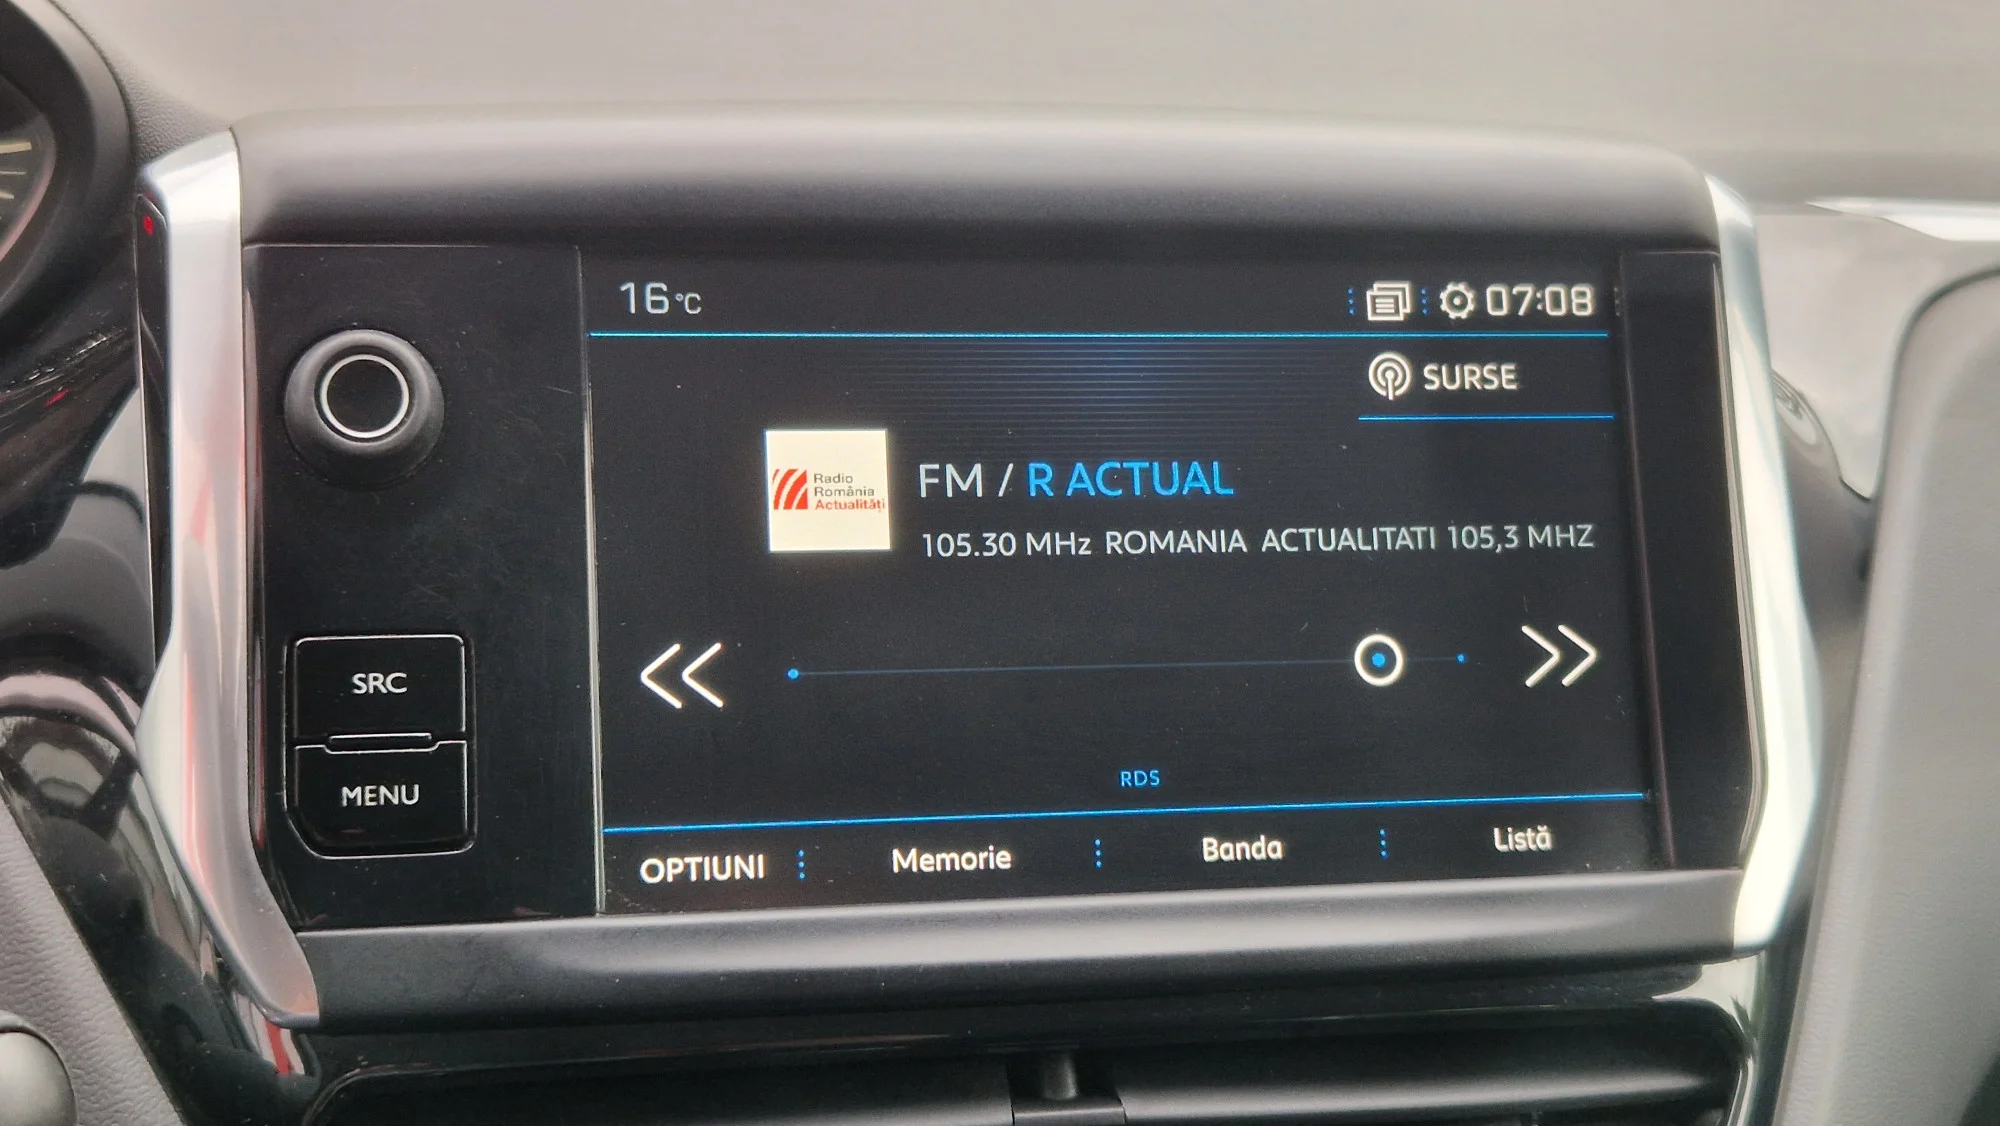 16°C
07:08
SURSE
Radio
România
Actualități
FM / R ACTUAL
105.30 MHz ROMANIA ACTUALITATI 105,3 MHZ
SRC
MENU
RDS
OPTIUNI
Memorie
Banda
Listă